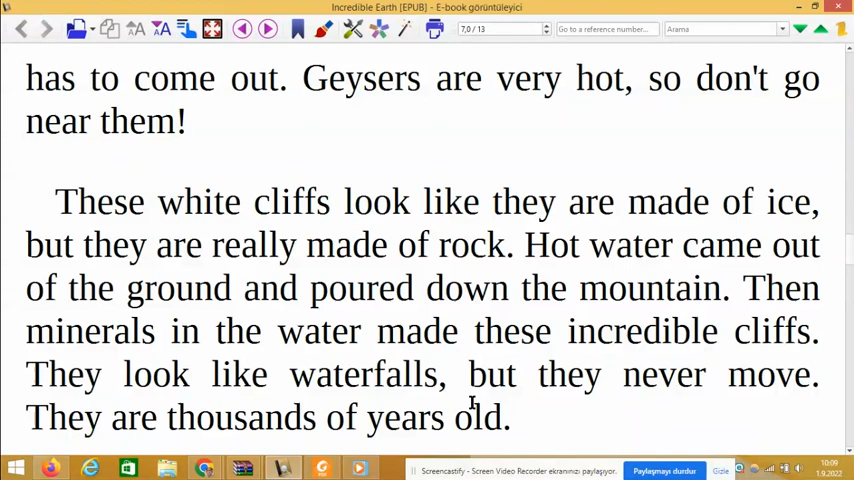 Incredible Earth [EPUB] - E-book görüntüleyici
7,0 / 13
Go to a reference number...
Arama
has to come out. Geysers are very hot, so don't go
near them!
These white cliffs look like they are made of ice,
but they are really made of rock. Hot water came out
of the ground and poured down the mountain. Then
minerals in the water made these incredible cliffs.
They look like waterfalls, but they never move.
They are thousands of years old.
Screencastify - Screen Video Recorder ekranınızı paylaşıyor.
Paylaşmayı durdur
Gizle
10:09
1.9.2022